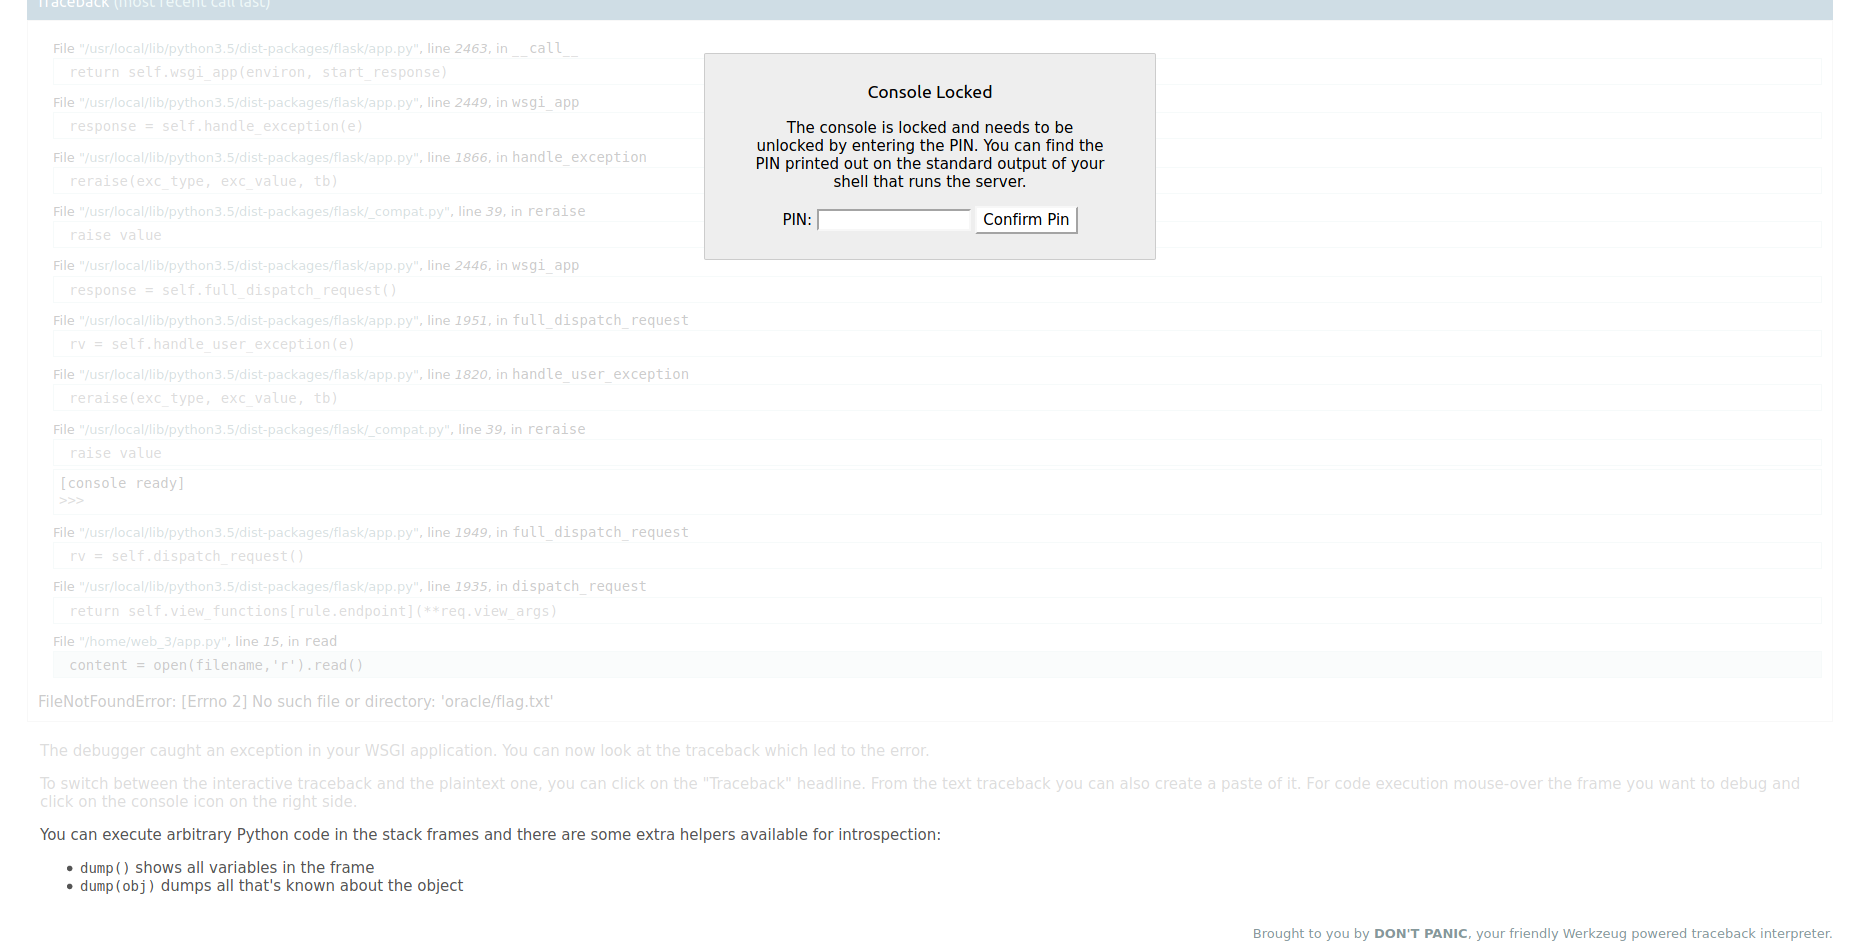 Traceback (most recent call last)
File "/usr/local/lib/python3.5/dist-packages/flask/app.py", line 2463, in __call__
return self.wsgi_app(environ, start_response)
File "/usr/local/lib/python3.5/dist-packages/flask/app.py", line 2449, in wsgi_app
response = self.handle_exception(e)
File "/usr/local/lib/python3.5/dist-packages/flask/app.py", line 1866, in handle_exception
reraise(exc_type, exc_value, tb)
File "/usr/local/lib/python3.5/dist-packages/flask/_compat.py", line 39, in reraise
raise value
File "/usr/local/lib/python3.5/dist-packages/flask/app.py", line 2446, in wsgi_app
response = self.full_dispatch_request()
File "/usr/local/lib/python3.5/dist-packages/flask/app.py", line 1951, in full_dispatch_request
rv = self.handle_user_exception(e)
File "/usr/local/lib/python3.5/dist-packages/flask/app.py", line 1820, in handle_user_exception
reraise(exc_type, exc_value, tb)
File "/usr/local/lib/python3.5/dist-packages/flask/_compat.py", line 39, in reraise
raise value
[console ready]
>>>
File "/usr/local/lib/python3.5/dist-packages/flask/app.py", line 1949, in full_dispatch_request
rv = self.dispatch_request()
File "/usr/local/lib/python3.5/dist-packages/flask/app.py", line 1935, in dispatch_request
return self.view_functions[rule.endpoint](**req.view_args)
File "/home/web_3/app.py", line 15, in read
content = open(filename,'r').read()
FileNotFoundError: [Errno 2] No such file or directory: 'oracle/flag.txt'
Console Locked
The console is locked and needs to be
unlocked by entering the PIN. You can find the
PIN printed out on the standard output of your
shell that runs the server.
PIN: Confirm Pin
The debugger caught an exception in your WSGI application. You can now look at the traceback which led to the error.
To switch between the interactive traceback and the plaintext one, you can click on the "Traceback" headline. From the text traceback you can also create a paste of it. For code execution mouse-over the frame you want to debug and
click on the console icon on the right side.
You can execute arbitrary Python code in the stack frames and there are some extra helpers available for introspection:
• dump() shows all variables in the frame
• dump(obj) dumps all that's known about the object
Brought to you by DON'T PANIC, your friendly Werkzeug powered traceback interpreter.